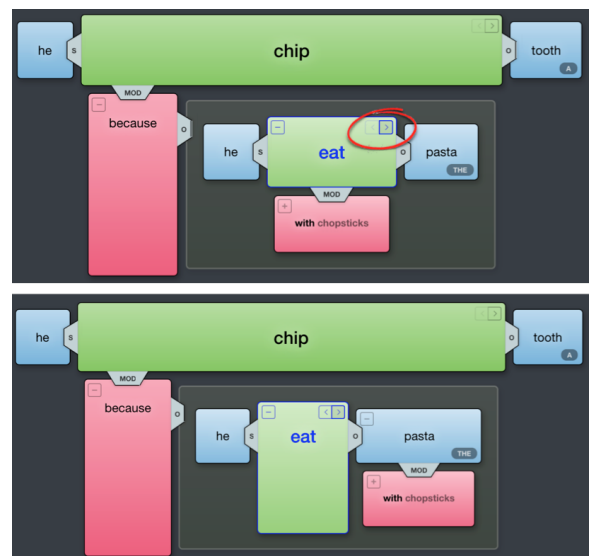 he S chip O tooth
A
MOD
because O
he S eat O pasta
THE
MOD
with chopsticks
he S chip O tooth
A
MOD
because O
he S eat O pasta
THE
MOD
with chopsticks